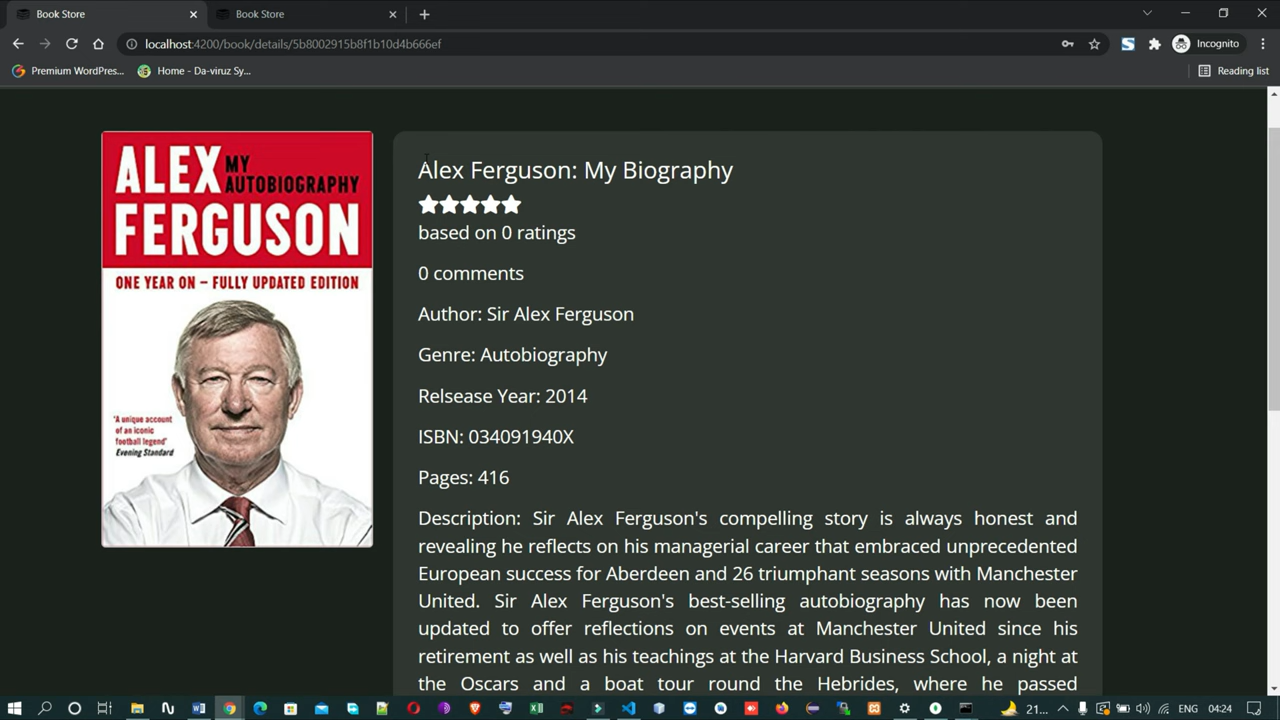 Book Store
Book Store
localhost:4200/book/details/5b8002915b8f1b10d4b666ef
Incognito
Premium WordPres...
Home - Da-viruz Sy...
Reading list
ALEX MY AUTOBIOGRAPHY
FERGUSON
ONE YEAR ON – FULLY UPDATED EDITION
'A unique account
of an iconic
football legend'
Evening Standard
Alex Ferguson: My Biography
based on 0 ratings
0 comments
Author: Sir Alex Ferguson
Genre: Autobiography
Relsease Year: 2014
ISBN: 034091940X
Pages: 416
Description: Sir Alex Ferguson's compelling story is always honest and
revealing he reflects on his managerial career that embraced unprecedented
European success for Aberdeen and 26 triumphant seasons with Manchester
United. Sir Alex Ferguson's best-selling autobiography has now been
updated to offer reflections on events at Manchester United since his
retirement as well as his teachings at the Harvard Business School, a night at
the Oscars and a boat tour round the Hebrides, where he passed
21...
ENG
04:24